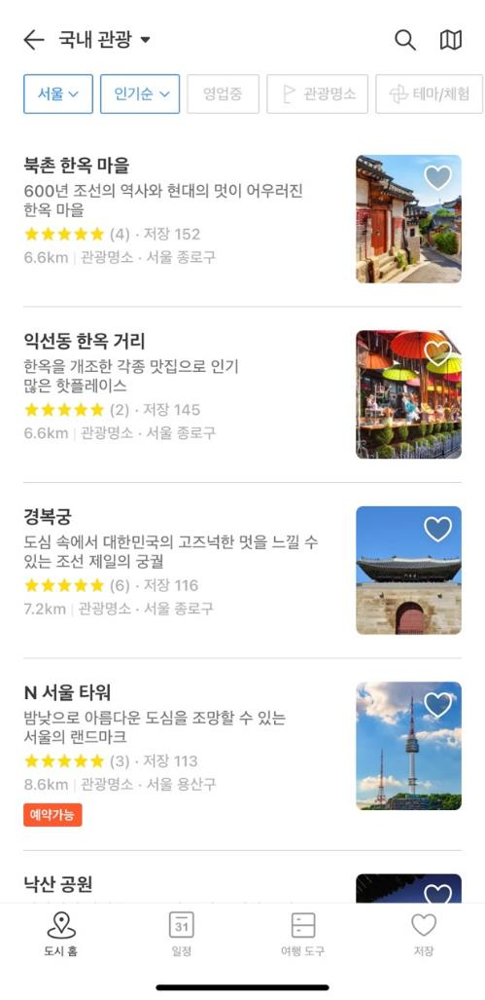 국내 관광
서울
인기순
영업중
관광명소
테마/체험
북촌 한옥 마을
600년 조선의 역사와 현대의 멋이 어우러진
한옥 마을
(4) · 저장 152
6.6km | 관광명소 · 서울 종로구
익선동 한옥 거리
한옥을 개조한 각종 맛집으로 인기
많은 핫플레이스
(2) · 저장 145
6.6km | 관광명소 · 서울 종로구
경복궁
도심 속에서 대한민국의 고즈넉한 멋을 느낄 수
있는 조선 제일의 궁궐
(6) · 저장 116
7.2km | 관광명소 · 서울 종로구
N 서울 타워
밤낮으로 아름다운 도심을 조망할 수 있는
서울의 랜드마크
(3) · 저장 113
8.6km | 관광명소 · 서울 용산구
예약가능
낙산 공원
31
도시 홈
일정
여행 도구
저장